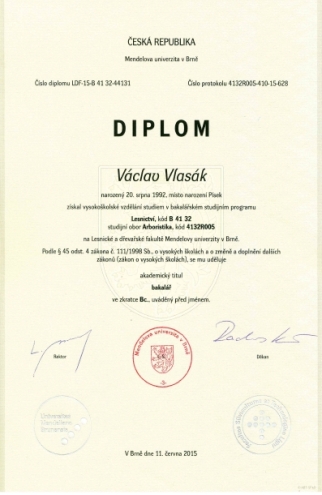 ČESKÁ REPUBLIKA
Mendelova univerzita v Brně
Číslo diplomu LDF-15-B 41 32-44131 Číslo protokolu 4132R005-410-15-628
DIPLOM
Václav Vlasák
narozený 20. srpna 1992, místo narození Písek
získal vysokoškolské vzdělání studiem v bakalářském studijním programu
Lesnictví, kód B 41 32
studijní obor Arboristika, kód 4132R005
na Lesnické a dřevařské fakultě Mendelovy univerzity v Brně.
Podle § 45 odst. 4 zákona č. 111/1998 Sb., o vysokých školách a o změně a doplnění dalších
zákonů (zákon o vysokých školách), se mu uděluje
akademický titul
bakalář
ve zkratce Bc., uváděný před jménem.
Rektor
Mendelova univerzita v Brně
Děkan
V Brně dne 11. června 2015